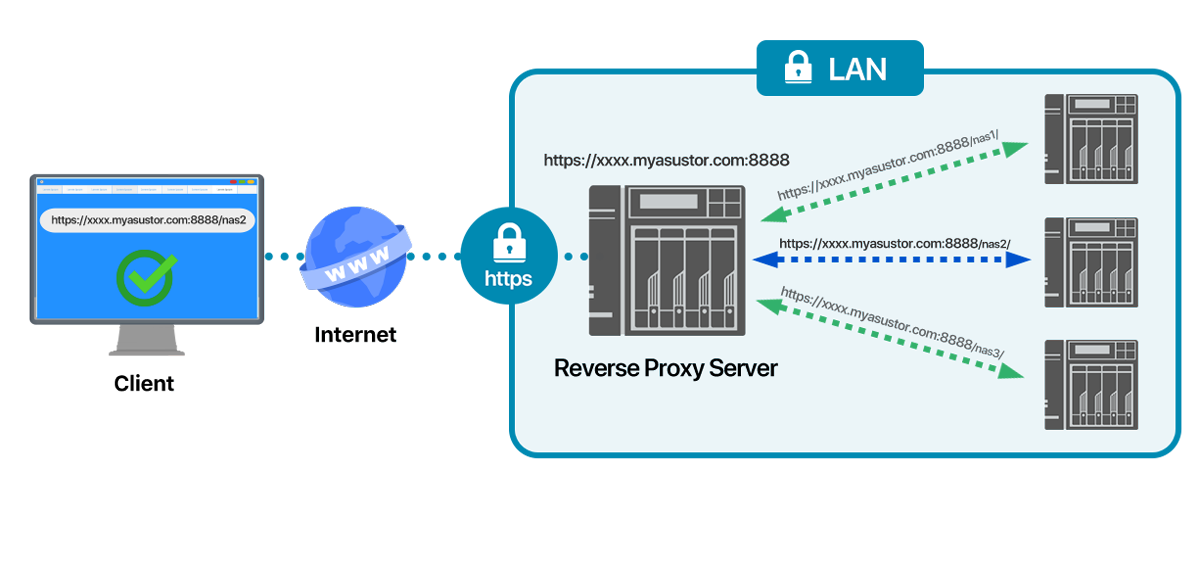 LAN
https://xxxx.myasustor.com:8888
https://xxxx.myasustor.com:8888/nas1/
https://xxxx.myasustor.com:8888/nas2
https://xxxx.myasustor.com:8888/nas2/
www
https
https://xxxx.myasustor.com:8888/nas3/
Internet
Reverse Proxy Server
Client